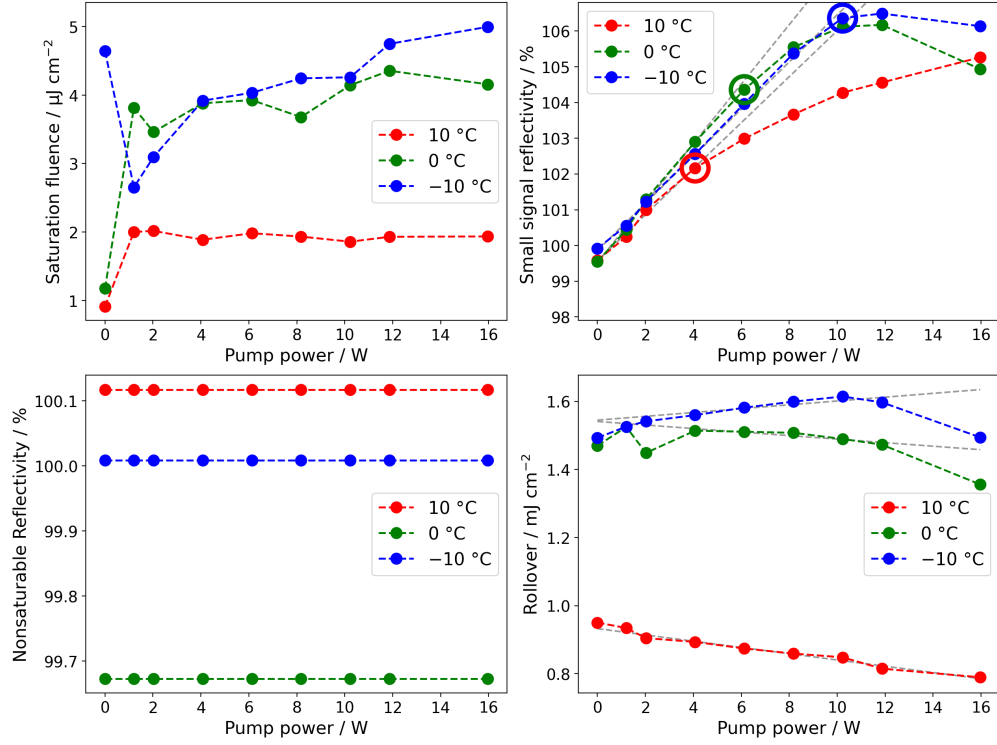 Saturation fluence / µJ cm⁻²
5
4
3
2
1
10 °C
0 °C
−10 °C
0 2 4 6 8 10 12 14 16
Pump power / W
Small signal reflectivity / %
106
105
104
103
102
101
100
99
98
10 °C
0 °C
−10 °C
0 2 4 6 8 10 12 14 16
Pump power / W
Nonsaturable Reflectivity / %
100.1
100.0
99.9
99.8
99.7
10 °C
0 °C
−10 °C
0 2 4 6 8 10 12 14 16
Pump power / W
Rollover / mJ cm⁻²
1.6
1.4
1.2
1.0
0.8
10 °C
0 °C
−10 °C
0 2 4 6 8 10 12 14 16
Pump power / W